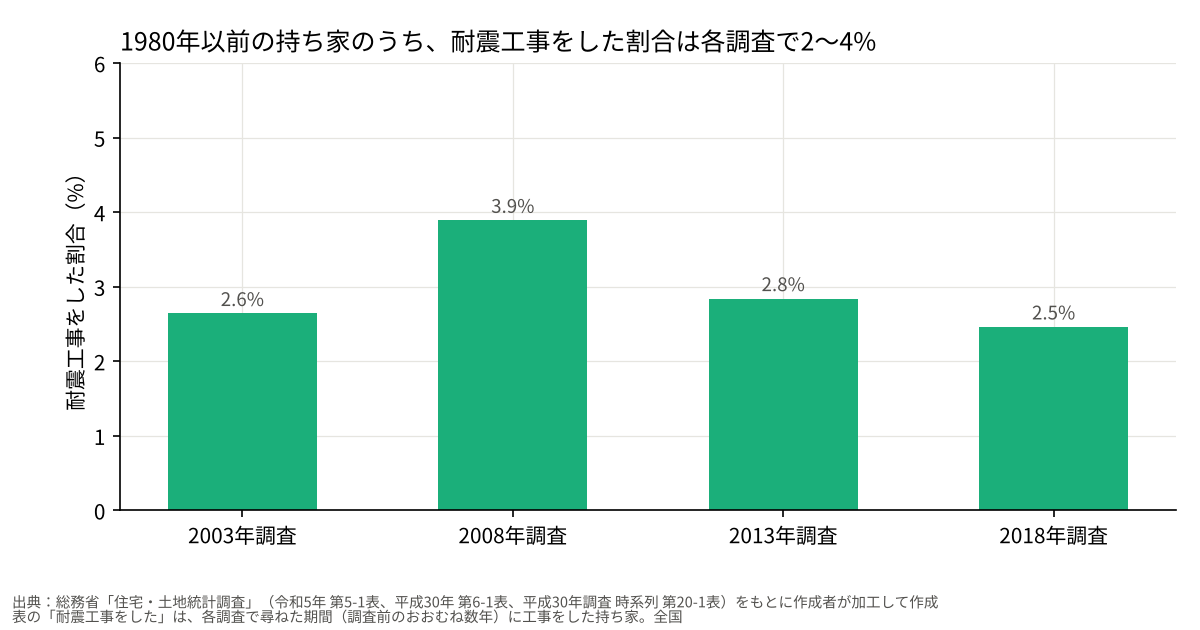 1980年以前の持ち家のうち、耐震工事をした割合は各調査で2～4%
耐震工事をした割合（%）
6
5
4
3
2
1
0
2.6%
3.9%
2.8%
2.5%
2003年調査
2008年調査
2013年調査
2018年調査
出典：総務省「住宅・土地統計調査」（令和5年 第5-1表、平成30年 第6-1表、平成30年調査 時系列 第20-1表）をもとに作成者が加工して作成
表の「耐震工事をした」は、各調査で尋ねた期間（調査前のおおむね数年）に工事をした持ち家。全国